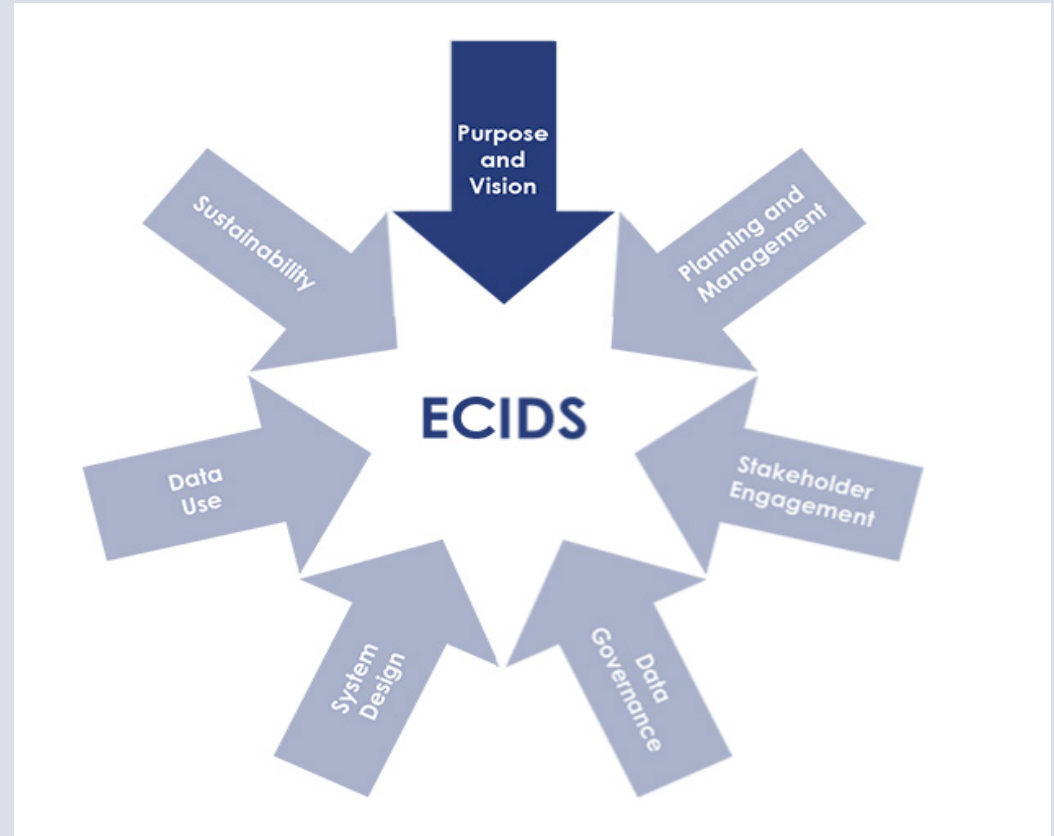 Purpose
and
Vision
Planning and
Management
Stakeholder
Engagement
Data
Governance
System
Design
Data
Use
Sustainability
ECIDS